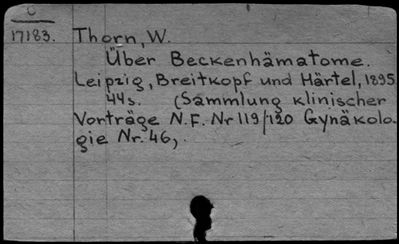 17183. Thorn, W.
Über Beckenhämatome.
Leipzig, Breitkopf und Härtel, 1895
44s. (Sammlung klinischer
Vorträge N.F. Nr 119/120 Gynäkolo-
gie Nr. 46,).